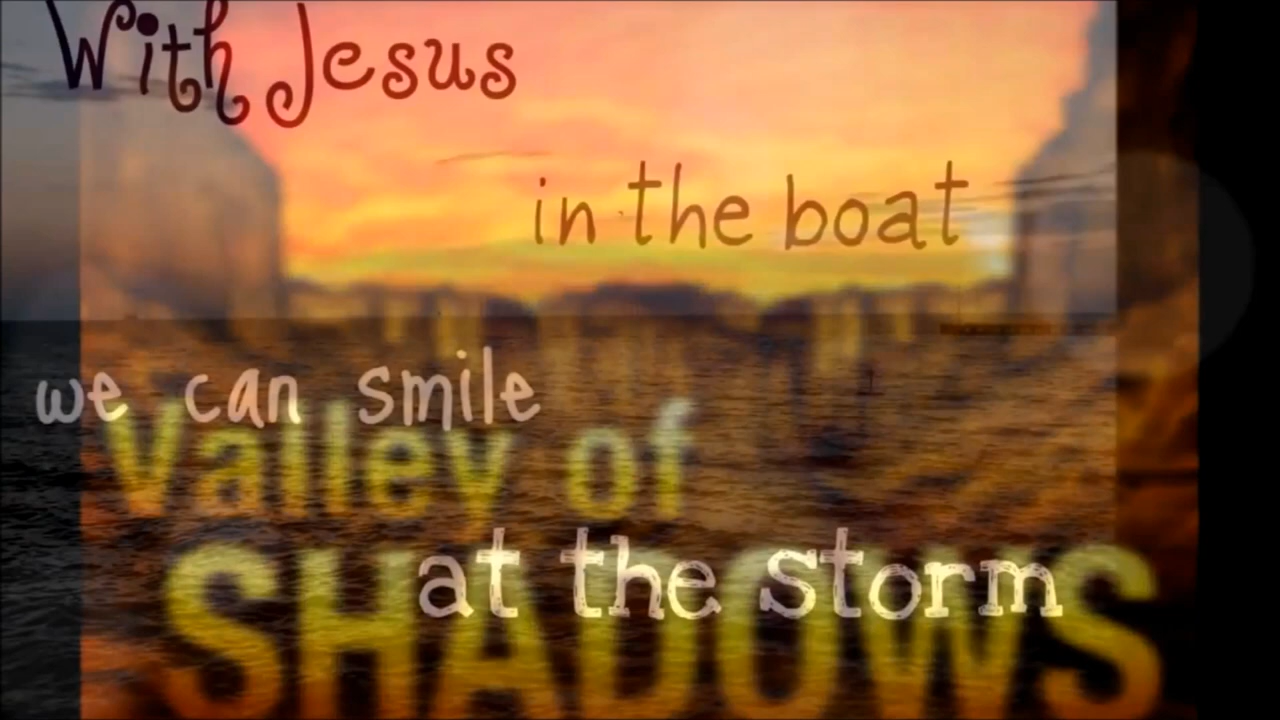 With Jesus
in the boat
we can smile
Valley of
at the storm
SHADOWS